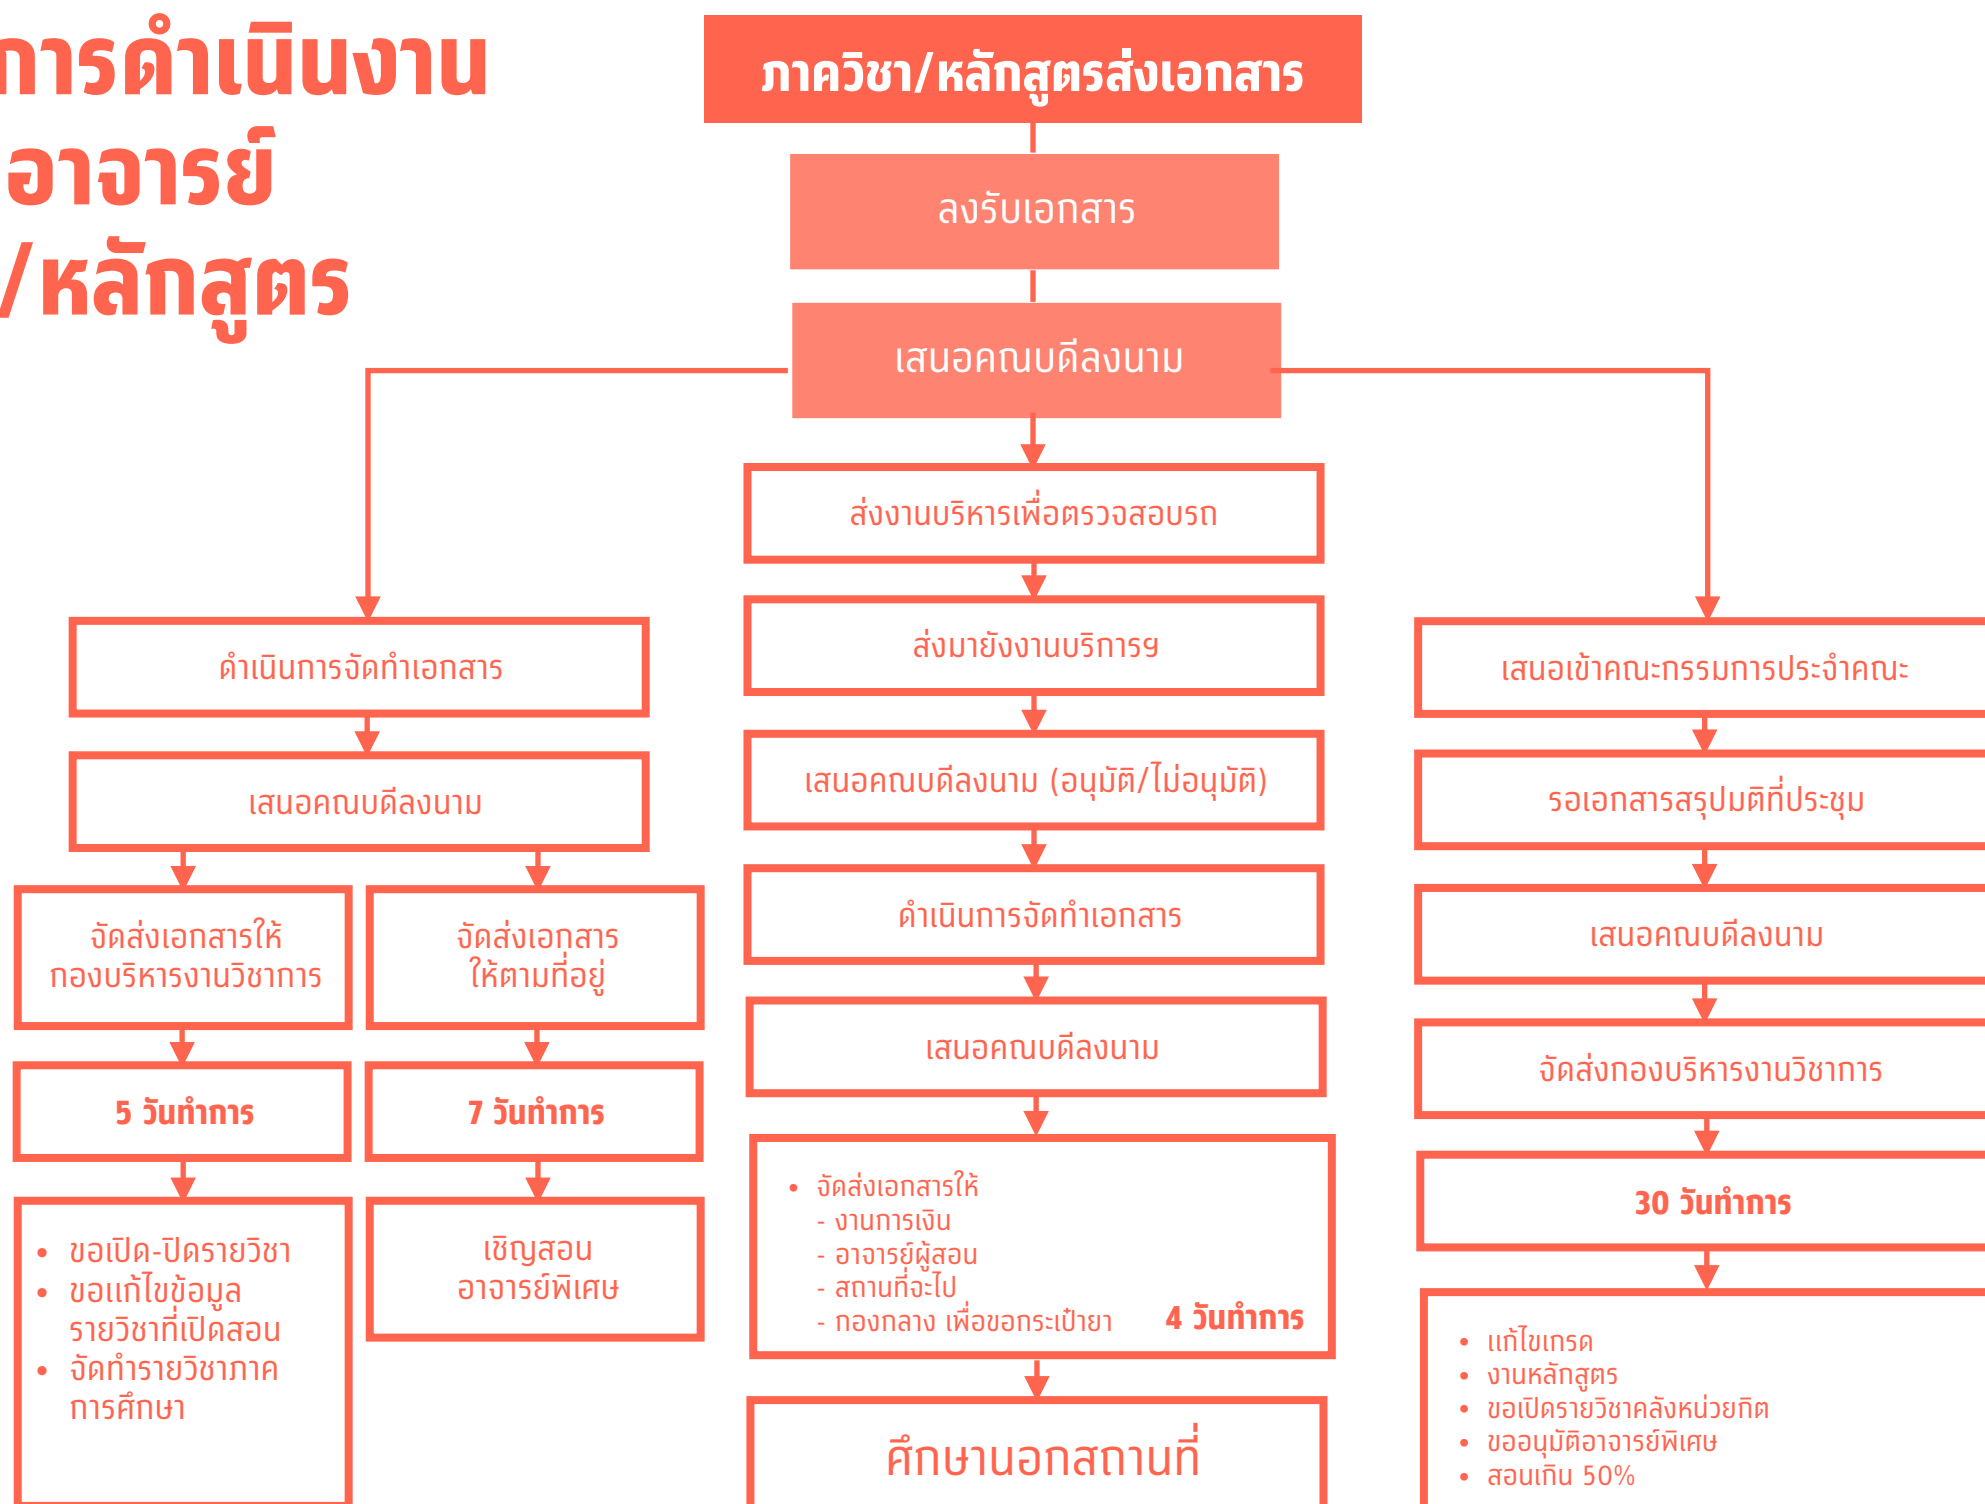 การดำเนินงาน
อาจารย์
/หลักสูตร
ภาควิชา/หลักสูตรส่งเอกสาร
ลงรับเอกสาร
เสนอคณบดีลงนาม
ดำเนินการจัดทำเอกสาร
เสนอคณบดีลงนาม
จัดส่งเอกสารให้
กองบริหารงานวิชาการ
5 วันทำการ
• ขอเปิด-ปิดรายวิชา
• ขอแก้ไขข้อมูล
รายวิชาที่เปิดสอน
• จัดทำรายวิชาภาค
การศึกษา
จัดส่งเอกสาร
ให้ตามที่อยู่
7 วันทำการ
เชิญสอน
อาจารย์พิเศษ
ส่งงานบริหารเพื่อตรวจสอบรถ
ส่งมายังงานบริการฯ
เสนอคณบดีลงนาม (อนุมัติ/ไม่อนุมัติ)
ดำเนินการจัดทำเอกสาร
เสนอคณบดีลงนาม
• จัดส่งเอกสารให้
- งานการเงิน
- อาจารย์ผู้สอน
- สถานที่จะไป
- กองกลาง เพื่อขอกระเป๋ายา
4 วันทำการ
ศึกษานอกสถานที่
เสนอเข้าคณะกรรมการประจำคณะ
รอเอกสารสรุปมติที่ประชุม
เสนอคณบดีลงนาม
จัดส่งกองบริหารงานวิชาการ
30 วันทำการ
• แก้ไขเกรด
• งานหลักสูตร
• ขอเปิดรายวิชาคลังหน่วยกิต
• ขออนุมัติอาจารย์พิเศษ
• สอนเกิน 50%